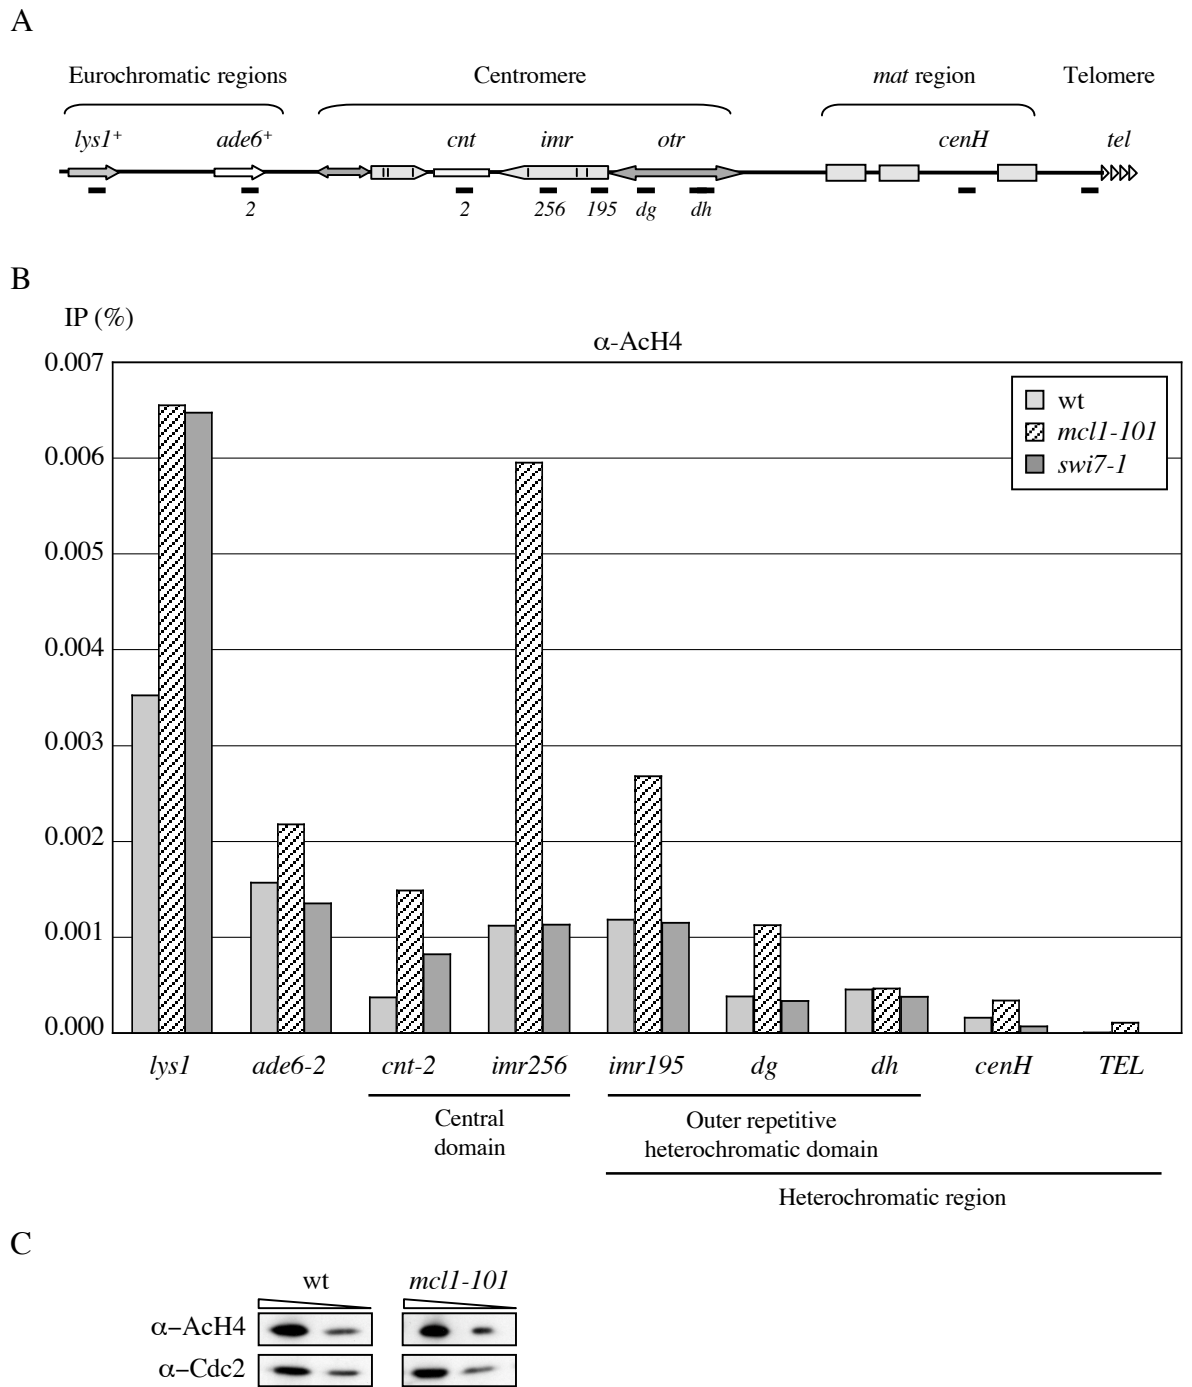 A
Eurochromatic regions Centromere mat region Telomere
lys1+ ade6+ cnt imr otr cenH tel
2 2 256 195 dg dh
B
IP (%)
α-AcH4
0.007
0.006
0.005
0.004
0.003
0.002
0.001
0.000
wt
mcl1-101
swi7-1
lys1 ade6-2 cnt-2 imr256 imr195 dg dh cenH TEL
Central
domain
Outer repetitive
heterochromatic domain
Heterochromatic region
C
wt mcl1-101
α–AcH4
α–Cdc2